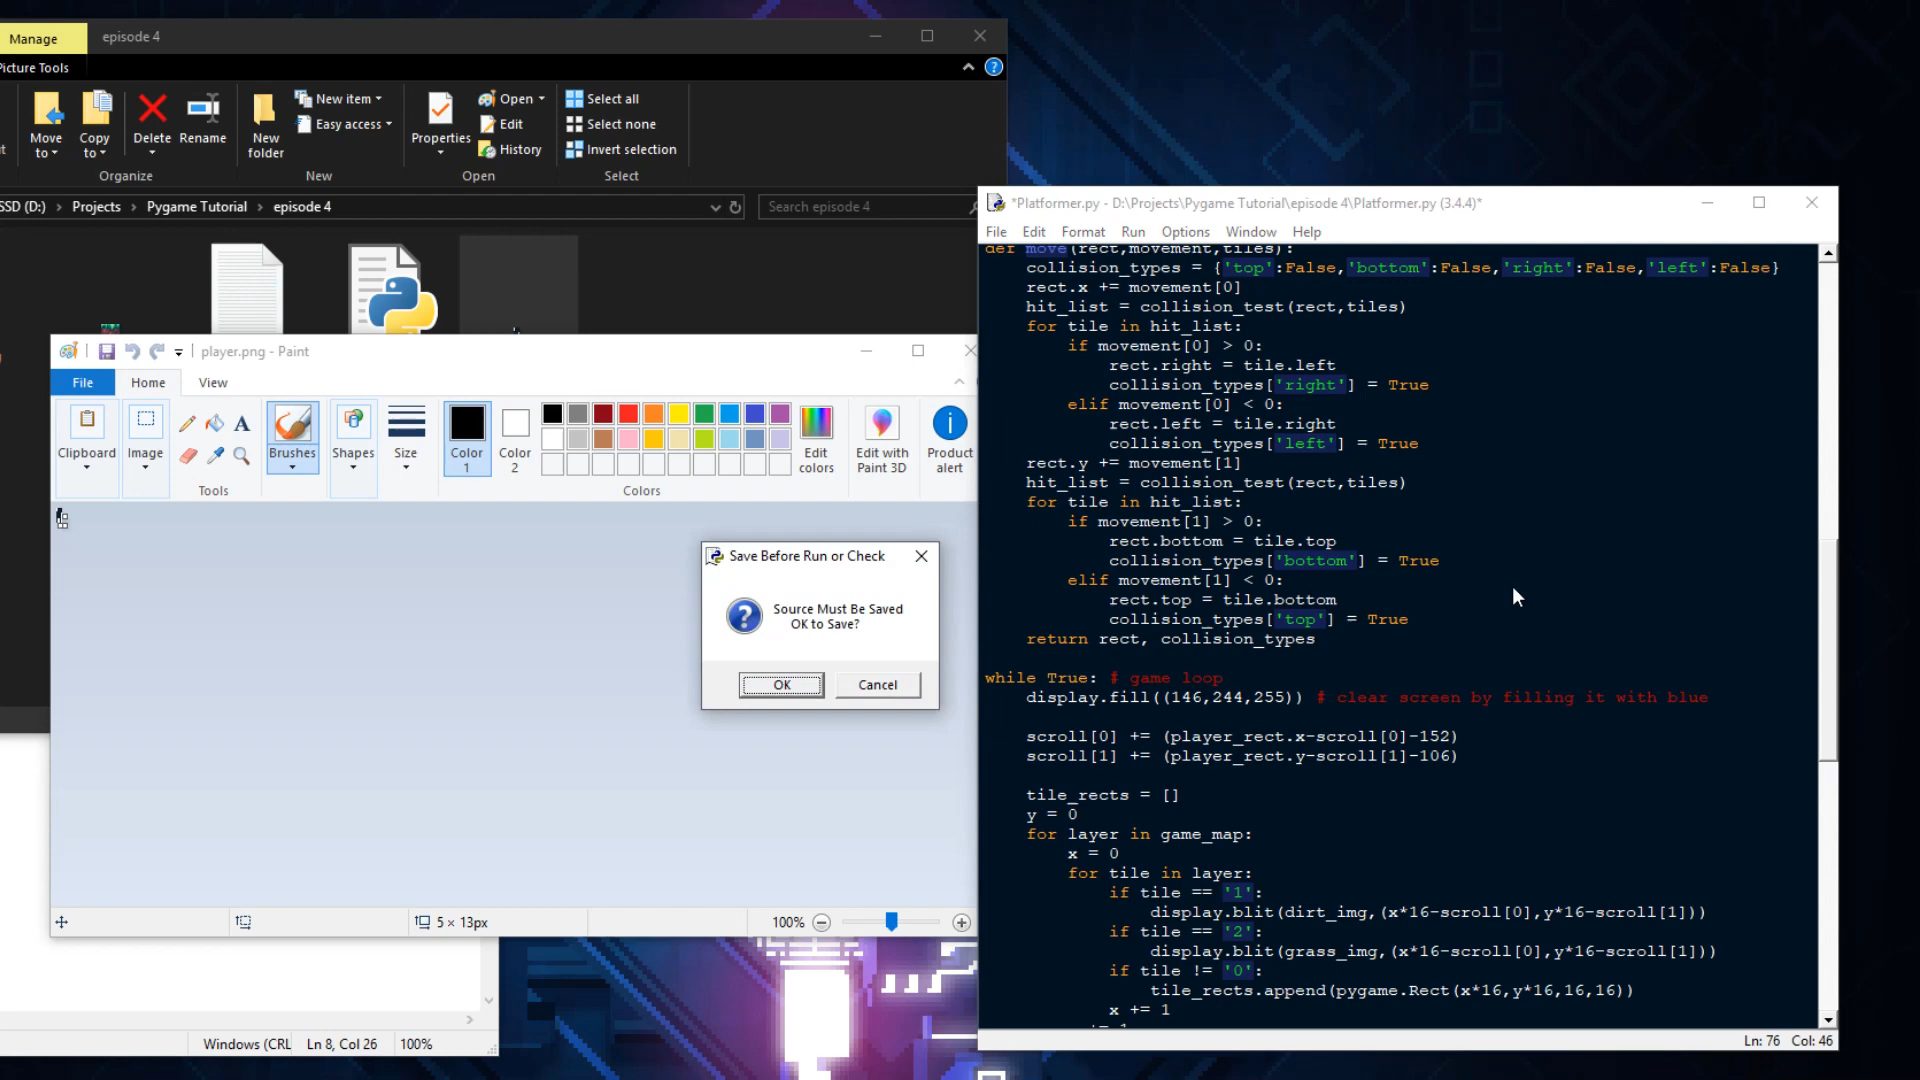 Manage
episode 4
Picture Tools
Move to
Copy to
Delete
Rename
Organize
New folder
New item
Easy access
New
Properties
Open
Edit
History
Open
Select all
Select none
Invert selection
Select
SSD (D:) > Projects > Pygame Tutorial > episode 4
Search episode 4
player.png - Paint
File
Home
View
Clipboard
Image
Tools
Brushes
Shapes
Size
Color 1
Color 2
Colors
Edit colors
Edit with Paint 3D
Product alert
5 × 13px
100%
Save Before Run or Check
Source Must Be Saved
OK to Save?
OK
Cancel
Windows (CRL
Ln 8, Col 26
100%
*Platformer.py - D:\Projects\Pygame Tutorial\episode 4\Platformer.py (3.4.4)*
File Edit Format Run Options Window Help
def move(rect,movement,tiles):
collision_types = {'top':False,'bottom':False,'right':False,'left':False}
rect.x += movement[0]
hit_list = collision_test(rect,tiles)
for tile in hit_list:
if movement[0] > 0:
rect.right = tile.left
collision_types['right'] = True
elif movement[0] < 0:
rect.left = tile.right
collision_types['left'] = True
rect.y += movement[1]
hit_list = collision_test(rect,tiles)
for tile in hit_list:
if movement[1] > 0:
rect.bottom = tile.top
collision_types['bottom'] = True
elif movement[1] < 0:
rect.top = tile.bottom
collision_types['top'] = True
return rect, collision_types
while True: # game loop
display.fill((146,244,255)) # clear screen by filling it with blue
scroll[0] += (player_rect.x-scroll[0]-152)
scroll[1] += (player_rect.y-scroll[1]-106)
tile_rects = []
y = 0
for layer in game_map:
x = 0
for tile in layer:
if tile == '1':
display.blit(dirt_img,(x*16-scroll[0],y*16-scroll[1]))
if tile == '2':
display.blit(grass_img,(x*16-scroll[0],y*16-scroll[1]))
if tile != '0':
tile_rects.append(pygame.Rect(x*16,y*16,16,16))
x += 1
Ln: 76 Col: 46